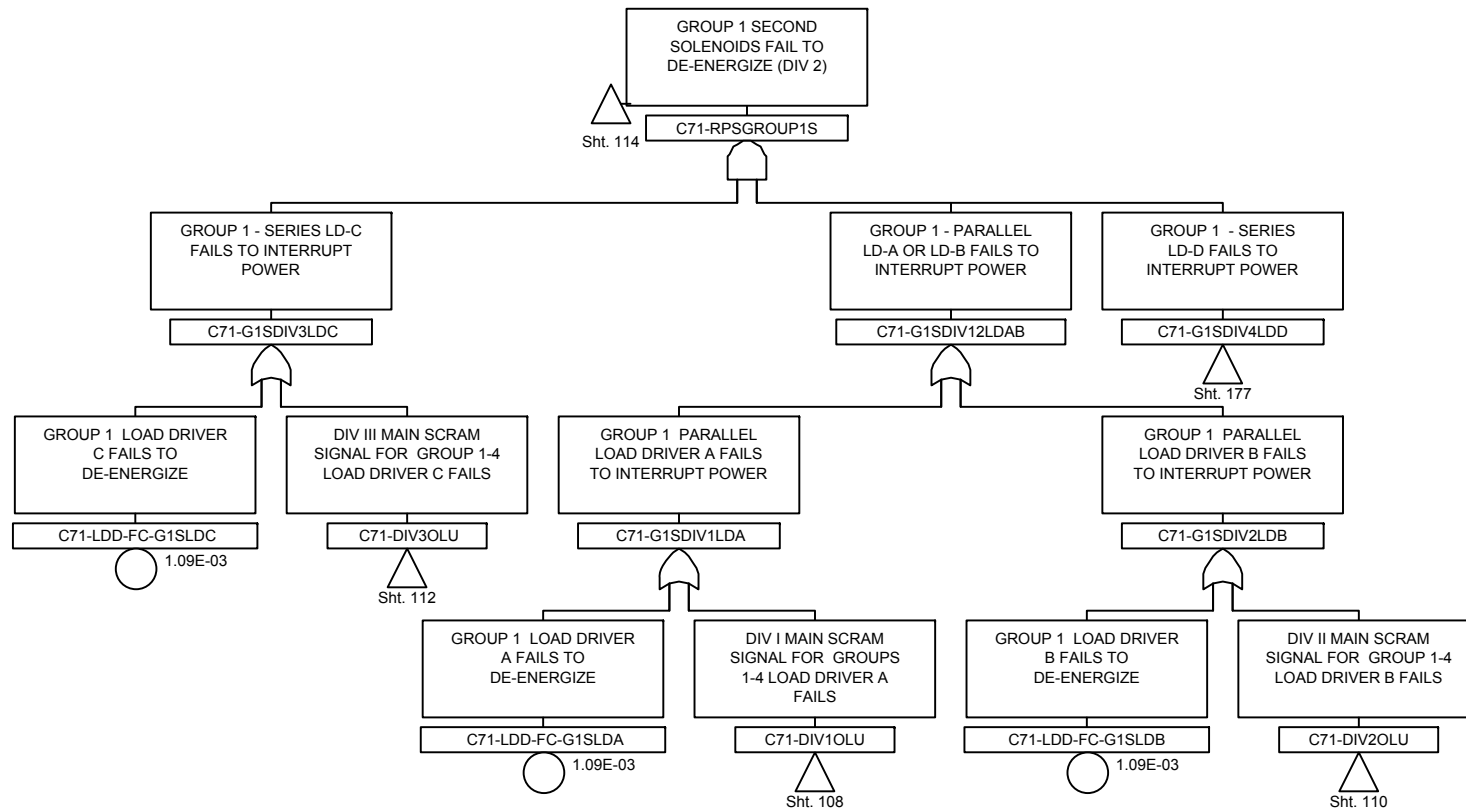 GROUP 1 SECOND
SOLENOIDS FAIL TO
DE-ENERGIZE (DIV 2)
Sht. 114
C71-RPSGROUP1S
GROUP 1 - SERIES LD-C
FAILS TO INTERRUPT
POWER
C71-G1SDIV3LDC
GROUP 1 - PARALLEL
LD-A OR LD-B FAILS TO
INTERRUPT POWER
C71-G1SDIV12LDAB
GROUP 1 - SERIES
LD-D FAILS TO
INTERRUPT POWER
C71-G1SDIV4LDD
Sht. 177
GROUP 1 LOAD DRIVER
C FAILS TO
DE-ENERGIZE
C71-LDD-FC-G1SLDC
1.09E-03
DIV III MAIN SCRAM
SIGNAL FOR GROUP 1-4
LOAD DRIVER C FAILS
C71-DIV3OLU
Sht. 112
GROUP 1 PARALLEL
LOAD DRIVER A FAILS
TO INTERRUPT POWER
C71-G1SDIV1LDA
GROUP 1 PARALLEL
LOAD DRIVER B FAILS
TO INTERRUPT POWER
C71-G1SDIV2LDB
GROUP 1 LOAD DRIVER
A FAILS TO
DE-ENERGIZE
C71-LDD-FC-G1SLDA
1.09E-03
DIV I MAIN SCRAM
SIGNAL FOR GROUPS
1-4 LOAD DRIVER A
FAILS
C71-DIV1OLU
Sht. 108
GROUP 1 LOAD DRIVER
B FAILS TO
DE-ENERGIZE
C71-LDD-FC-G1SLDB
1.09E-03
DIV II MAIN SCRAM
SIGNAL FOR GROUP 1-4
LOAD DRIVER B FAILS
C71-DIV2OLU
Sht. 110